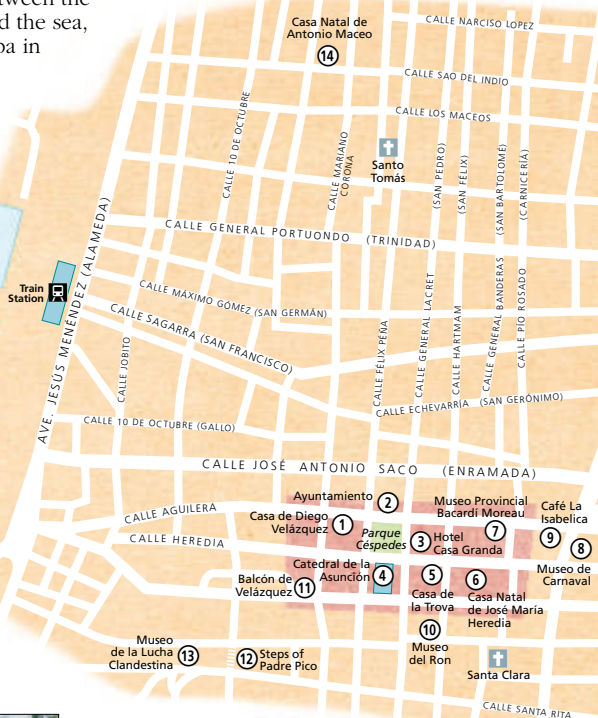 etween the
d the sea,
ba in
Casa Natal de
Antonio Maceo
14
CALLE NARCISO LOPEZ
CALLE SAO DEL INDIO
CALLE LOS MACEOS
CALLE 10 DE OCTUBRE
CALLE MARIANO
CORONA
Santo
Tomás
(SAN PEDRO)
(SAN FÉLIX)
(SAN BARTOLOMÉ)
(CARNICERIÁ)
CALLE GENERAL PORTUONDO (TRINIDAD)
Train
Station
AVE. JESÚS MENÉNDEZ (ALAMEDA)
CALLE MÁXIMO GÓMEZ (SAN GERMÁN)
CALLE SAGARRA (SAN FRANCISCO)
CALLE JOBITO
CALLE FÉLIX PEÑA
CALLE GENERAL LACRET
CALLE HARTMAM
CALLE GENERAL BANDERAS
CALLE PÍO ROSADO
CALLE ECHEVARRÍA (SAN GERÓNIMO)
CALLE 10 DE OCTUBRE (GALLO)
CALLE JOSÉ ANTONIO SACO (ENRAMADA)
CALLE AGUILERA
CALLE HEREDIA
Ayuntamiento
2
Casa de Diego
Velázquez
1
Parque
Céspedes
3
Hotel
Casa Granda
Museo Provincial
Bacardí Moreau
7
Café La
Isabelica
9
8
Museo de
Carnaval
Catedral de la
Asunción
4
Balcón de
Velázquez
11
5
Casa de
la Trova
6
Casa Natal
de José María
Heredia
10
Museo
del Ron
Museo
de la Lucha
Clandestina
13
12
Steps of
Padre Pico
Santa Clara
CALLE SANTA RITA